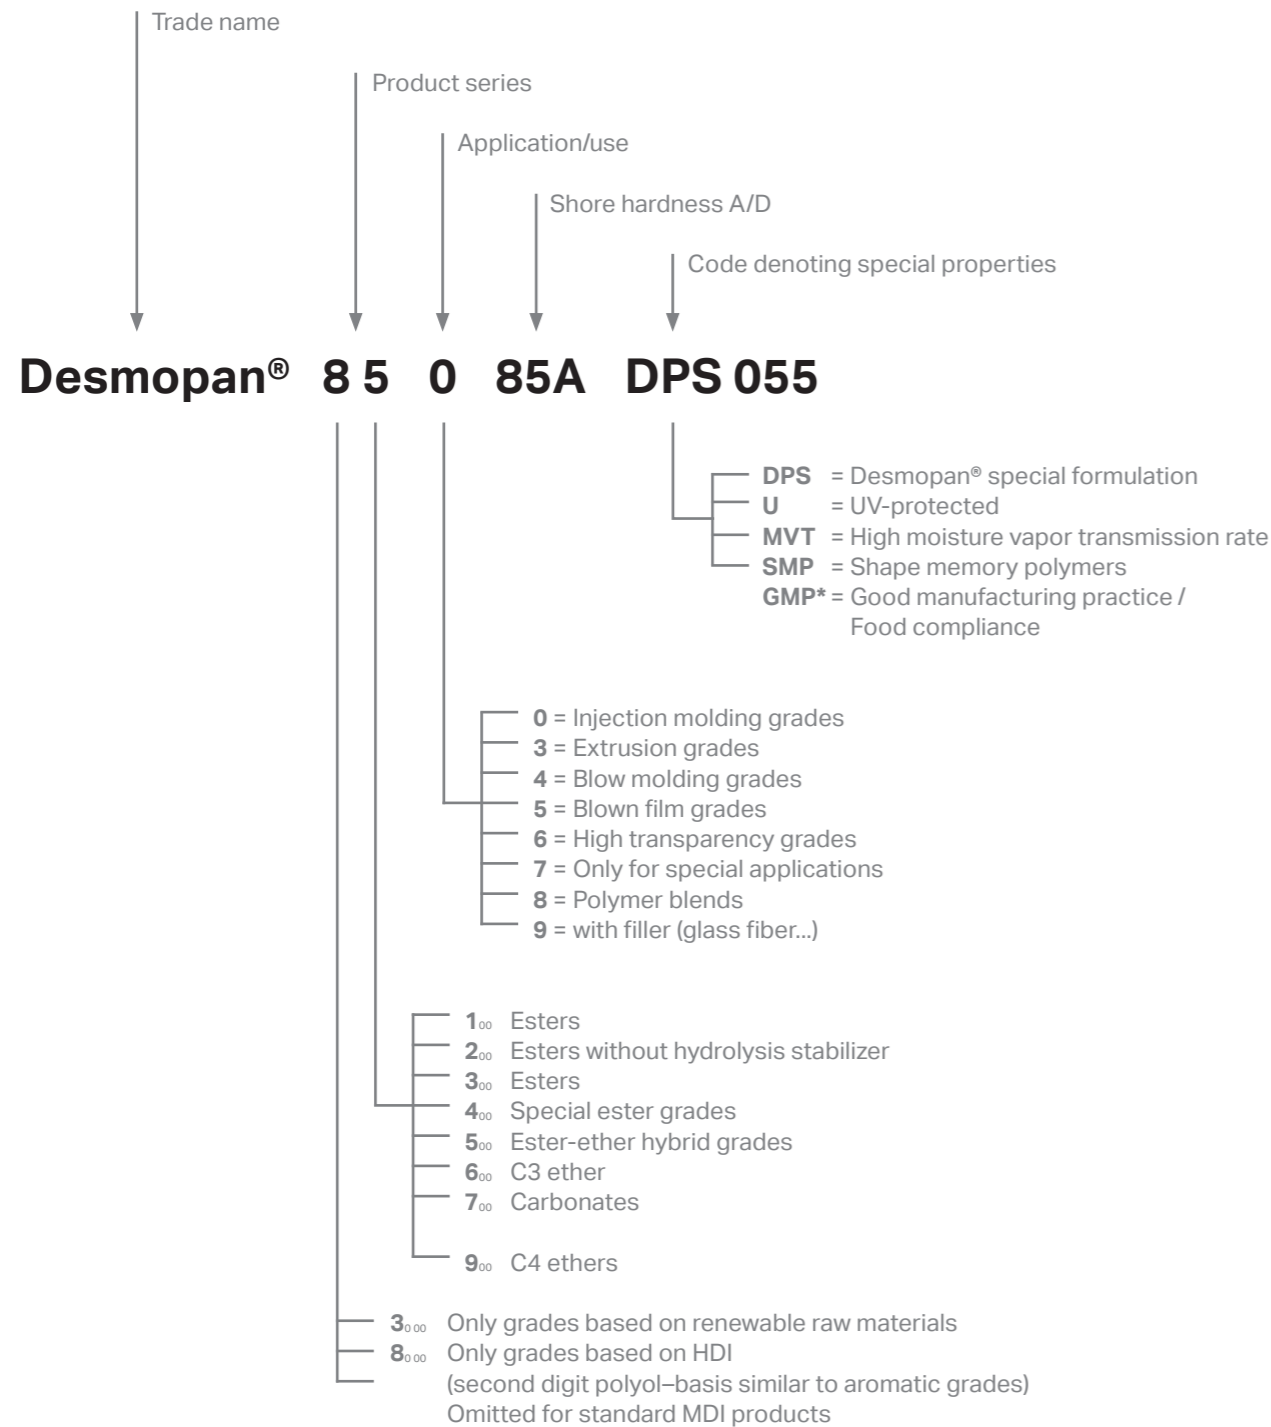 Trade name
Product series
Application/use
Shore hardness A/D
Code denoting special properties
Desmopan® 8 5 0 85A DPS 055
DPS = Desmopan® special formulation
U = UV-protected
MVT = High moisture vapor transmission rate
SMP = Shape memory polymers
GMP* = Good manufacturing practice /
Food compliance
0 = Injection molding grades
3 = Extrusion grades
4 = Blow molding grades
5 = Blown film grades
6 = High transparency grades
7 = Only for special applications
8 = Polymer blends
9 = with filler (glass fiber...)
100 Esters
200 Esters without hydrolysis stabilizer
300 Esters
400 Special ester grades
500 Ester-ether hybrid grades
600 C3 ether
700 Carbonates
900 C4 ethers
3000 Only grades based on renewable raw materials
8000 Only grades based on HDI
(second digit polyol–basis similar to aromatic grades)
Omitted for standard MDI products